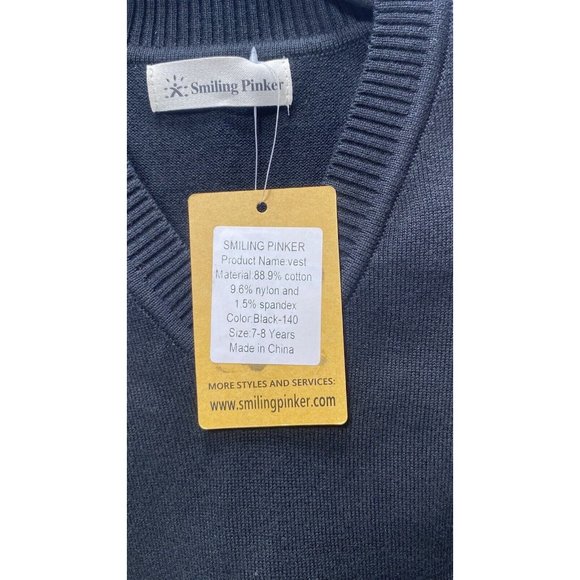 Smiling Pinker
SMILING PINKER
Product Name:vest
Material:88.9% cotton
9.6% nylon and
1.5% spandex
Color:Black-140
Size:7-8 Years
Made in China
MORE STYLES AND SERVICES:
www.smilingpinker.com